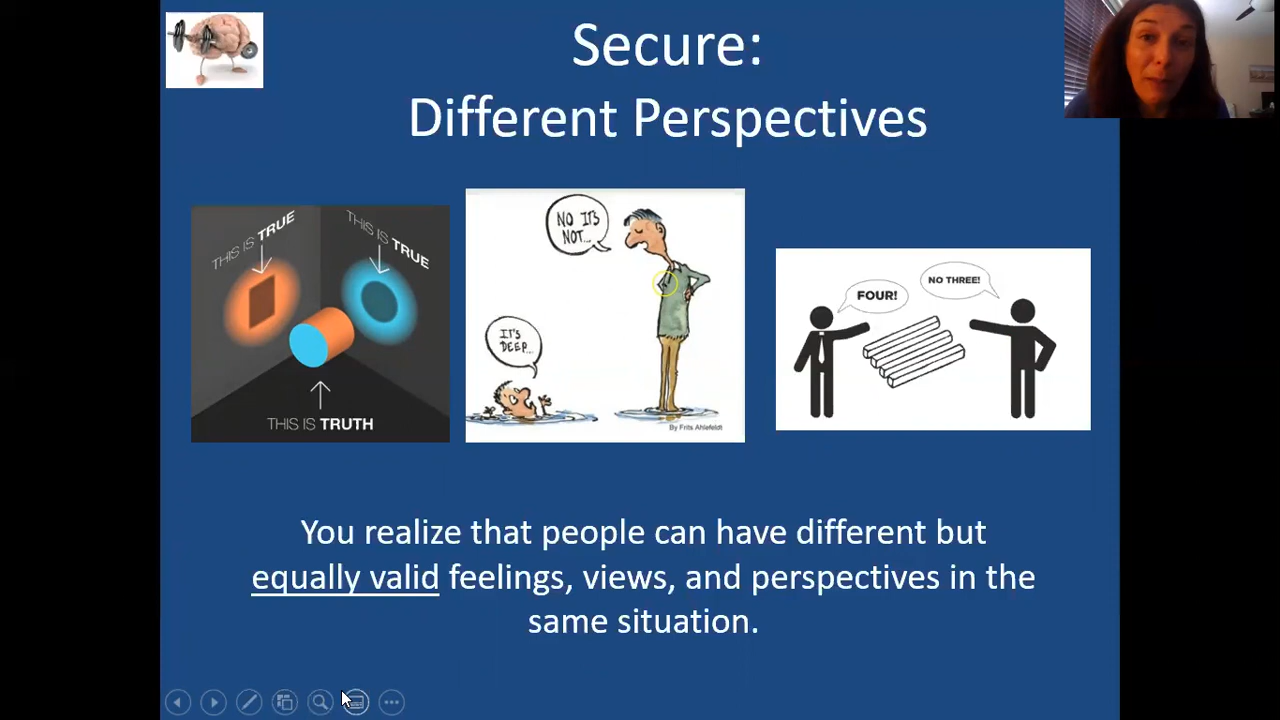 Secure:
Different Perspectives
THIS IS TRUE
THIS IS TRUE
THIS IS TRUTH
NO IT'S
NOT...
IT'S
DEEP...
By Frits Ahlefeldt
FOUR!
NO THREE!
You realize that people can have different but
equally valid feelings, views, and perspectives in the
same situation.